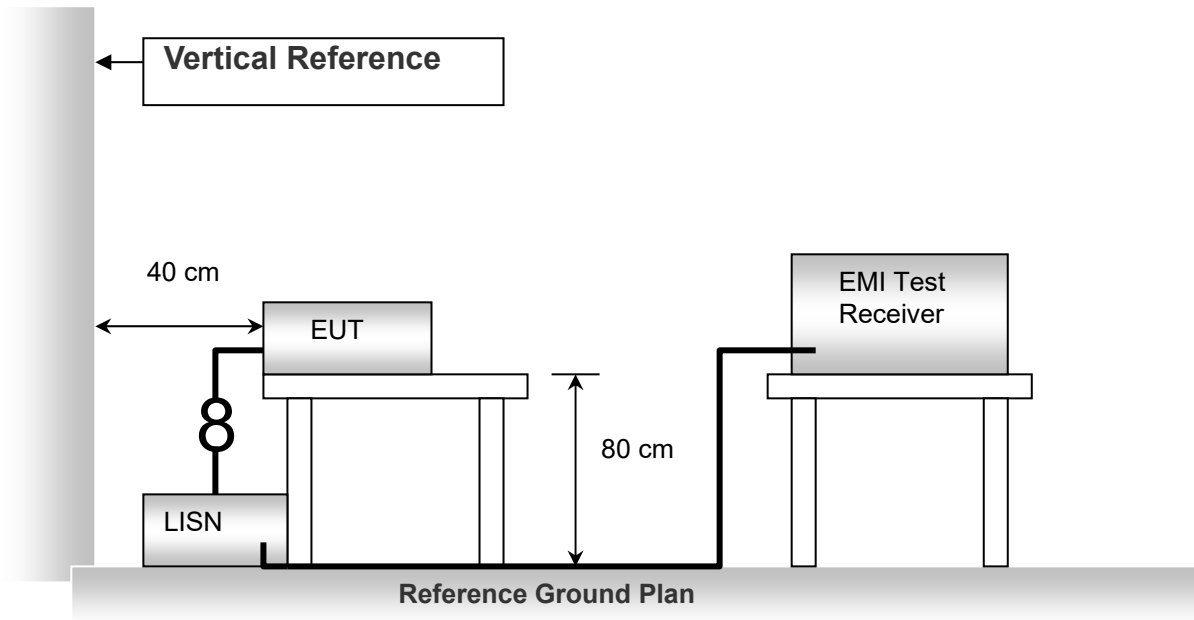 Vertical Reference
40 cm
EUT
EMI Test
Receiver
80 cm
LISN
Reference Ground Plan